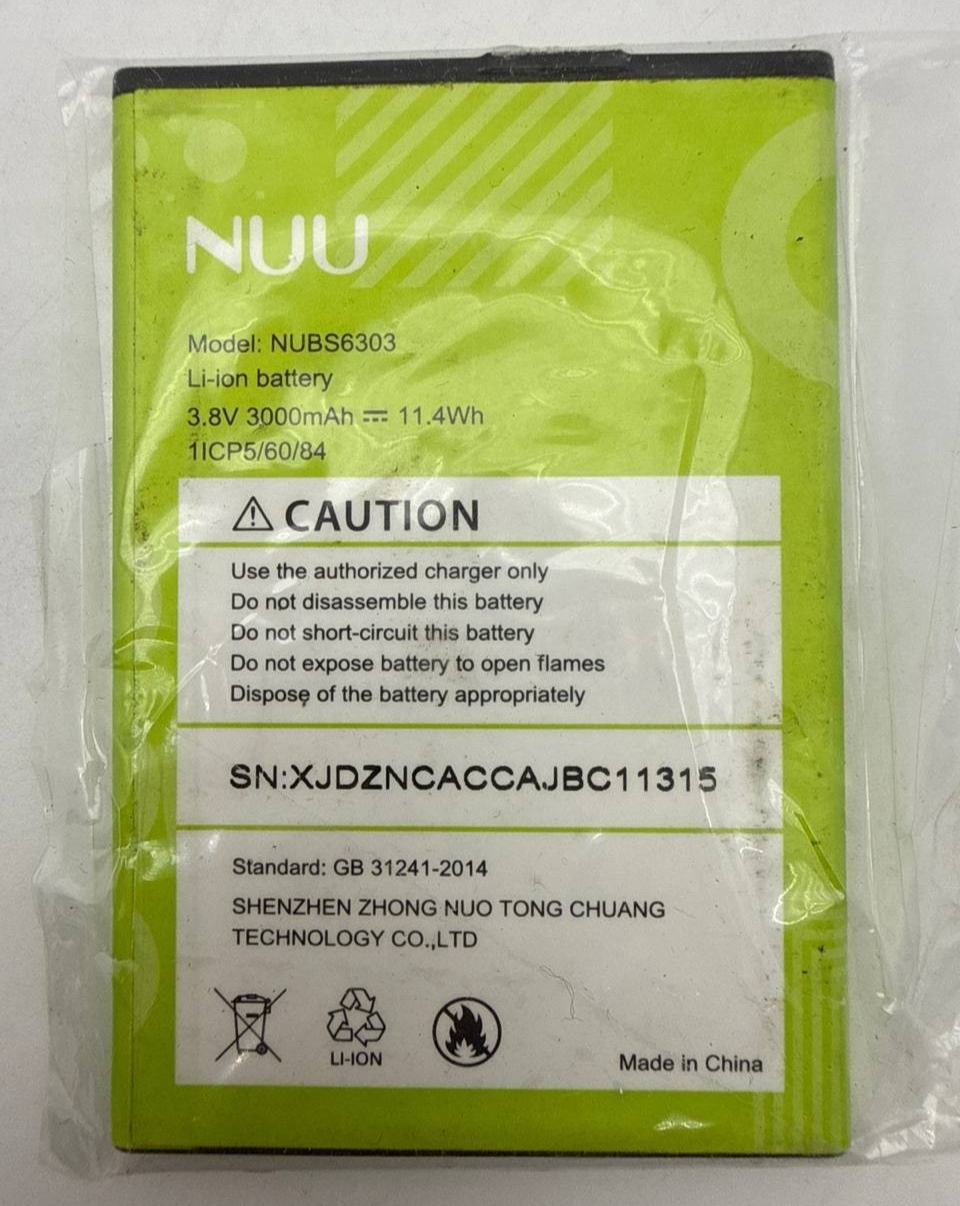 NUU
Model: NUBS6303
Li-ion battery
3.8V 3000mAh ⎓ 11.4Wh
1ICP5/60/84
⚠ CAUTION
Use the authorized charger only
Do not disassemble this battery
Do not short-circuit this battery
Do not expose battery to open flames
Dispose of the battery appropriately
SN:XJDZNCACCAJBC11315
Standard: GB 31241-2014
SHENZHEN ZHONG NUO TONG CHUANG
TECHNOLOGY CO.,LTD
LI-ION
Made in China